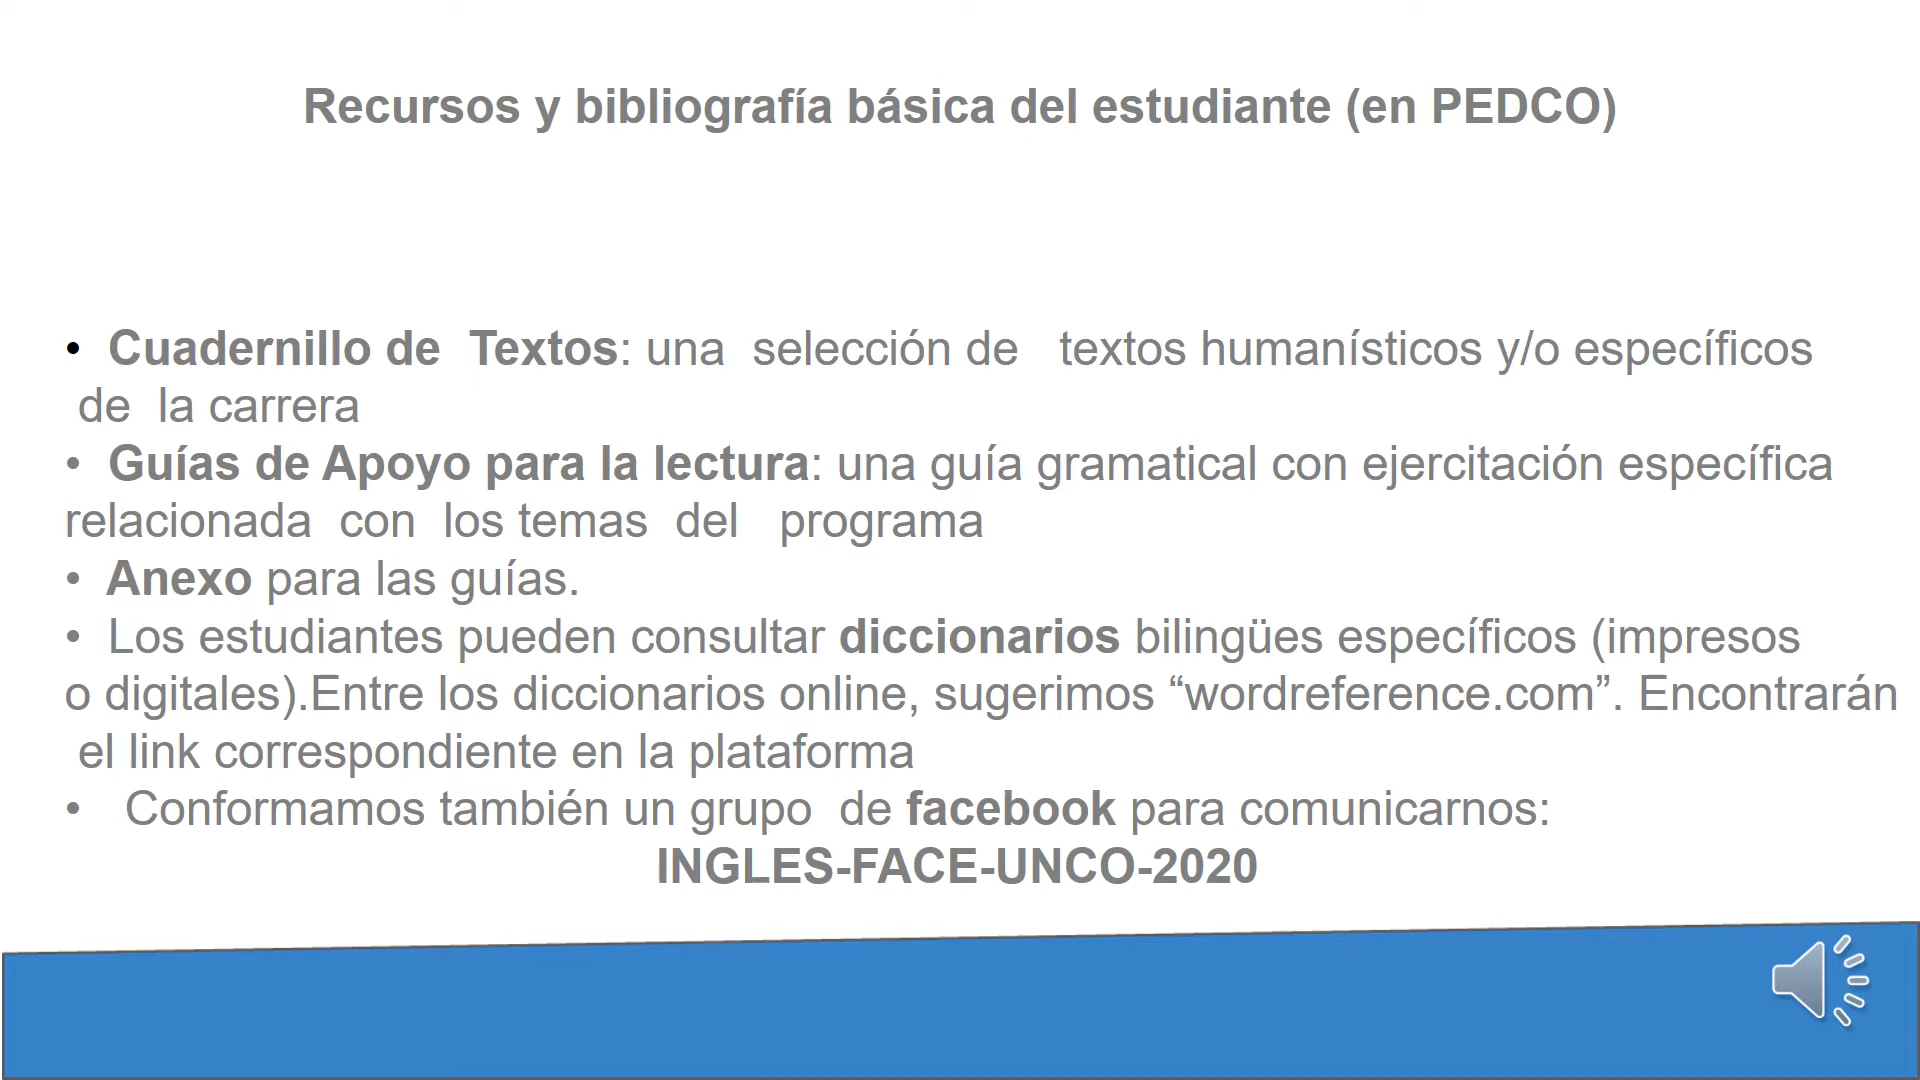 Recursos y bibliografía básica del estudiante (en PEDCO)
• Cuadernillo de Textos: una selección de textos humanísticos y/o específicos
de la carrera
• Guías de Apoyo para la lectura: una guía gramatical con ejercitación específica
relacionada con los temas del programa
• Anexo para las guías.
• Los estudiantes pueden consultar diccionarios bilingües específicos (impresos
o digitales).Entre los diccionarios online, sugerimos “wordreference.com”. Encontrarán
el link correspondiente en la plataforma
• Conformamos también un grupo de facebook para comunicarnos:
INGLES-FACE-UNCO-2020